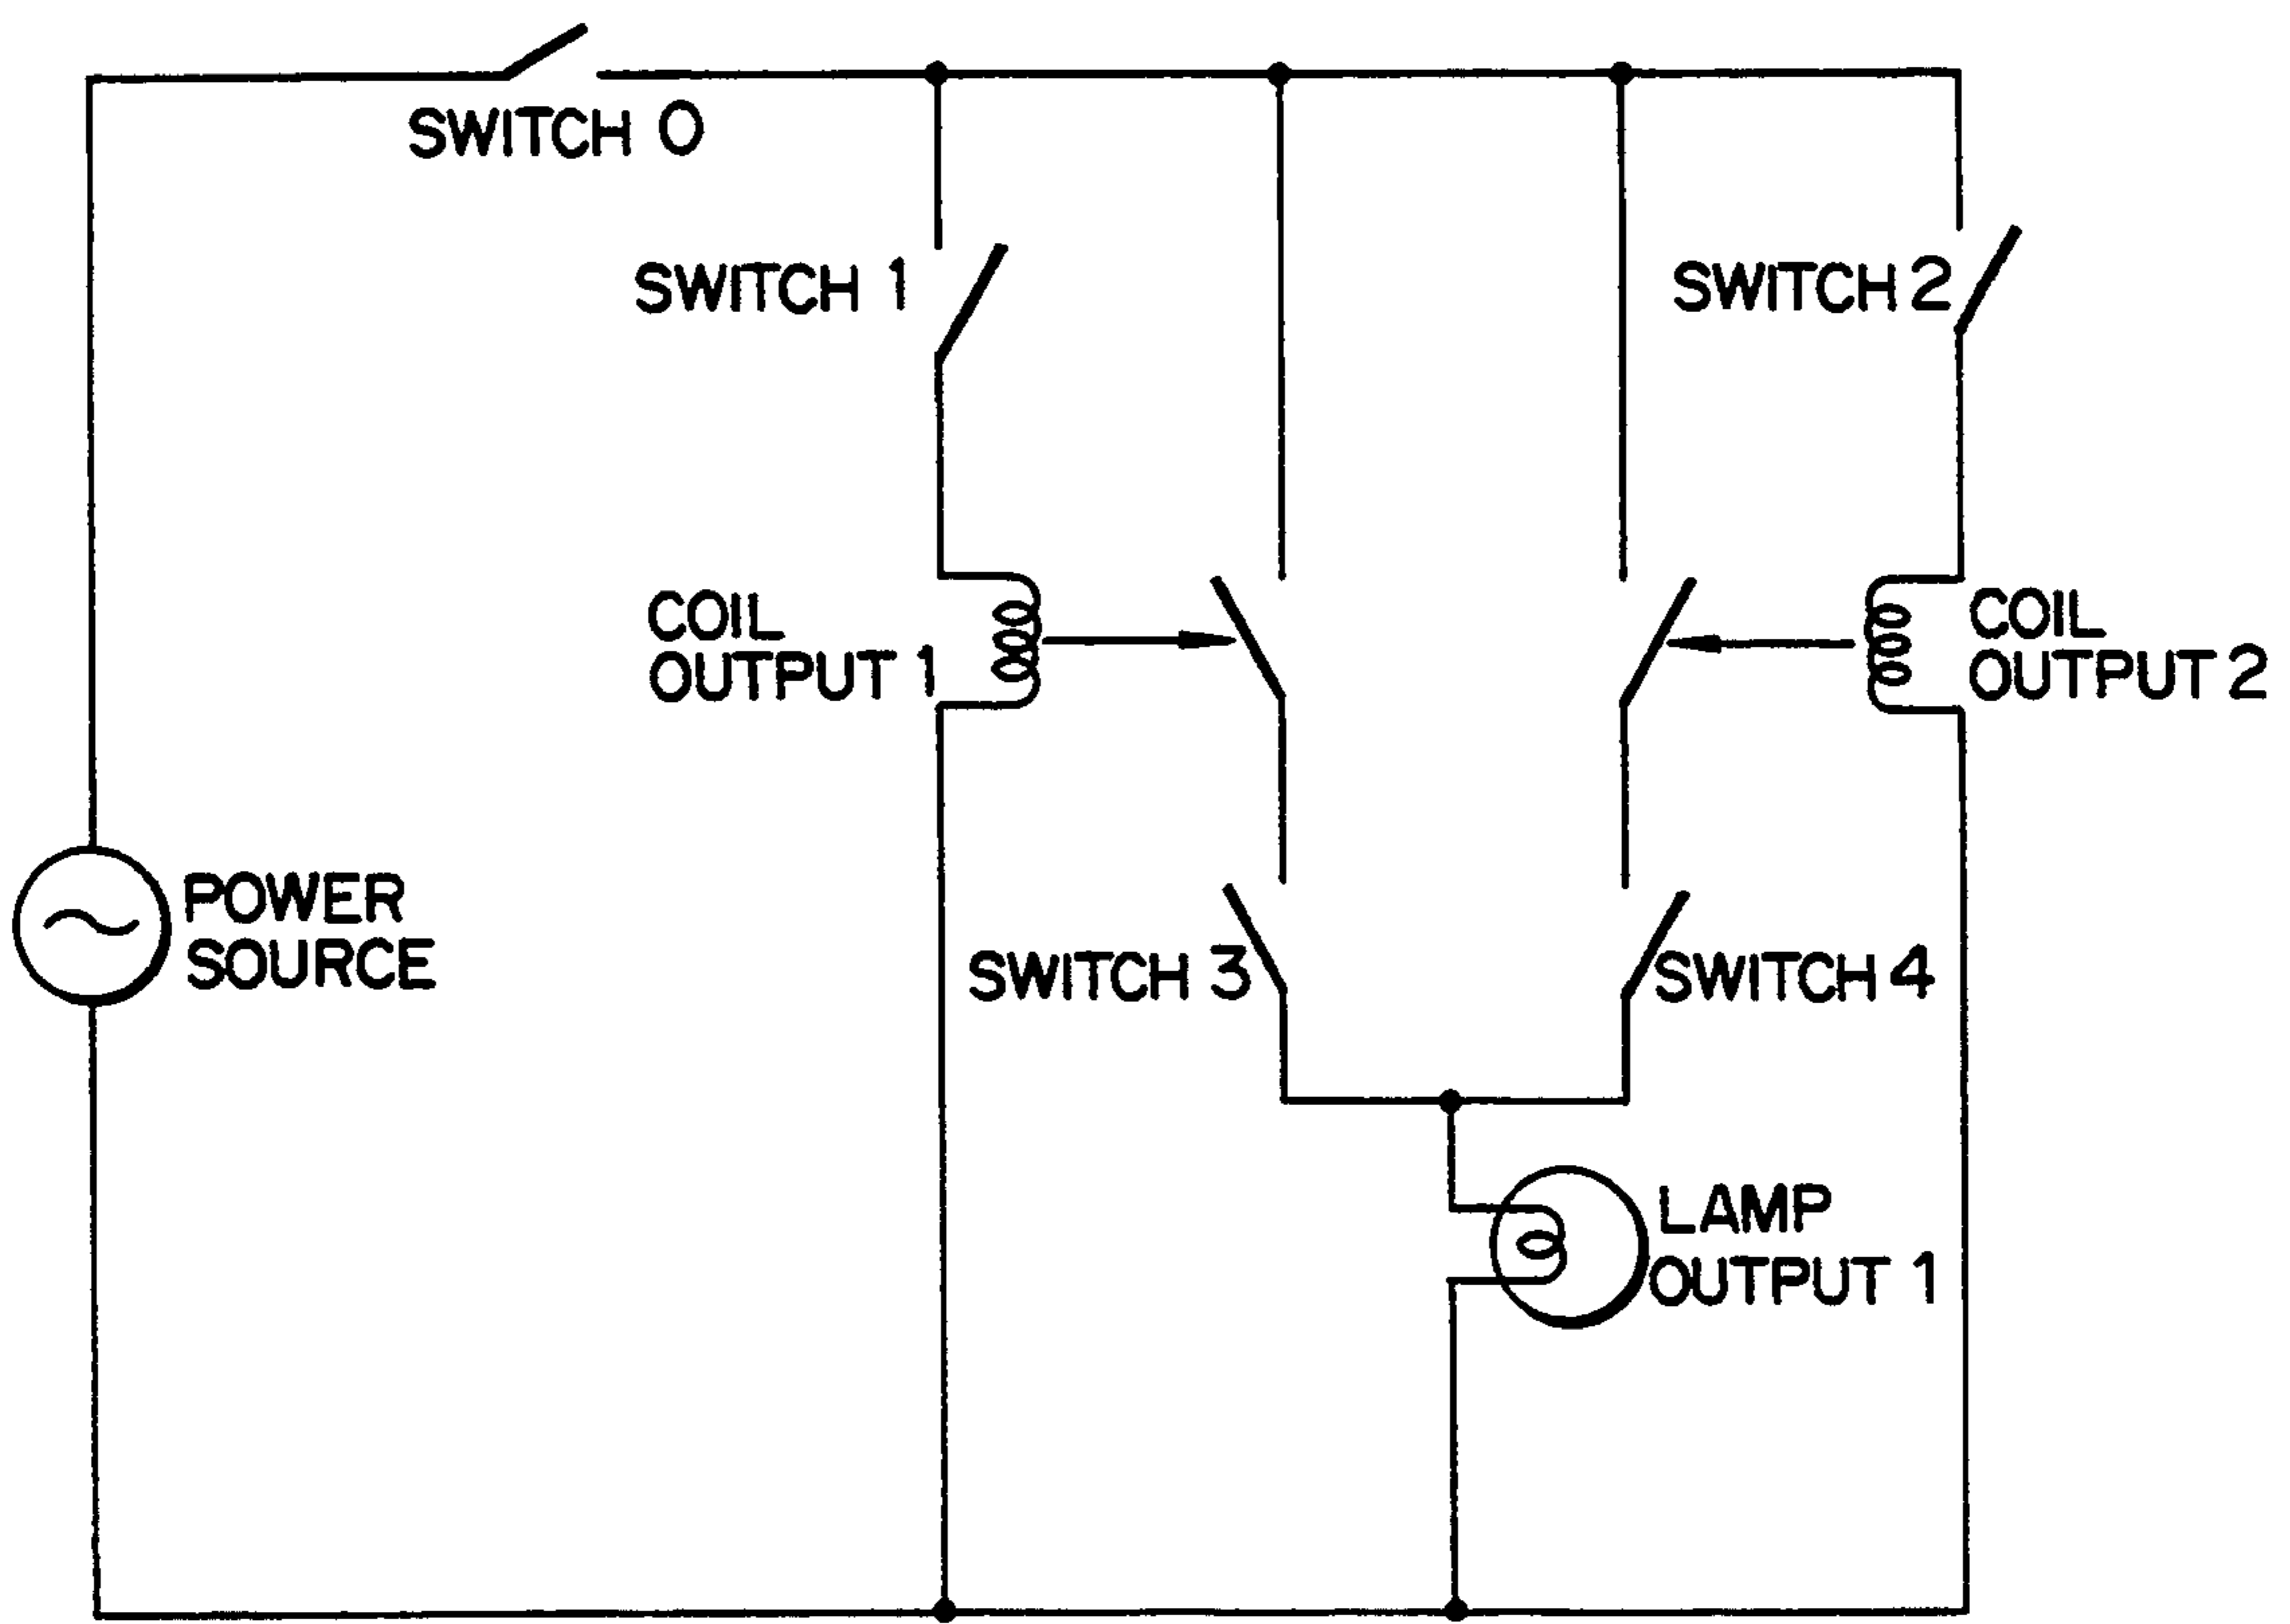 SWITCH 0
SWITCH 1
SWITCH 2
COIL
OUTPUT 1
COIL
OUTPUT 2
POWER
SOURCE
SWITCH 3
SWITCH 4
LAMP
OUTPUT 1